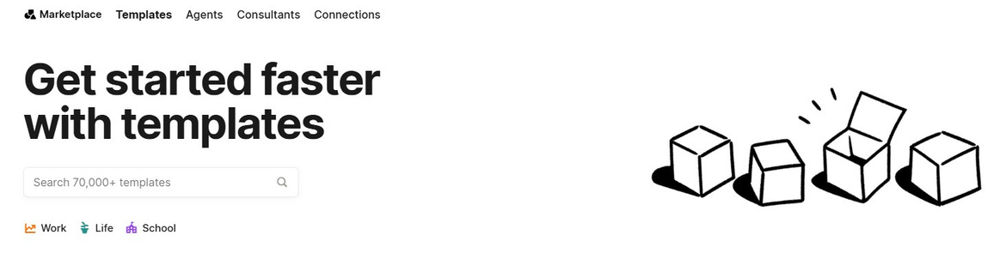 Marketplace Templates Agents Consultants Connections
Get started faster
with templates
Search 70,000+ templates
Work Life School